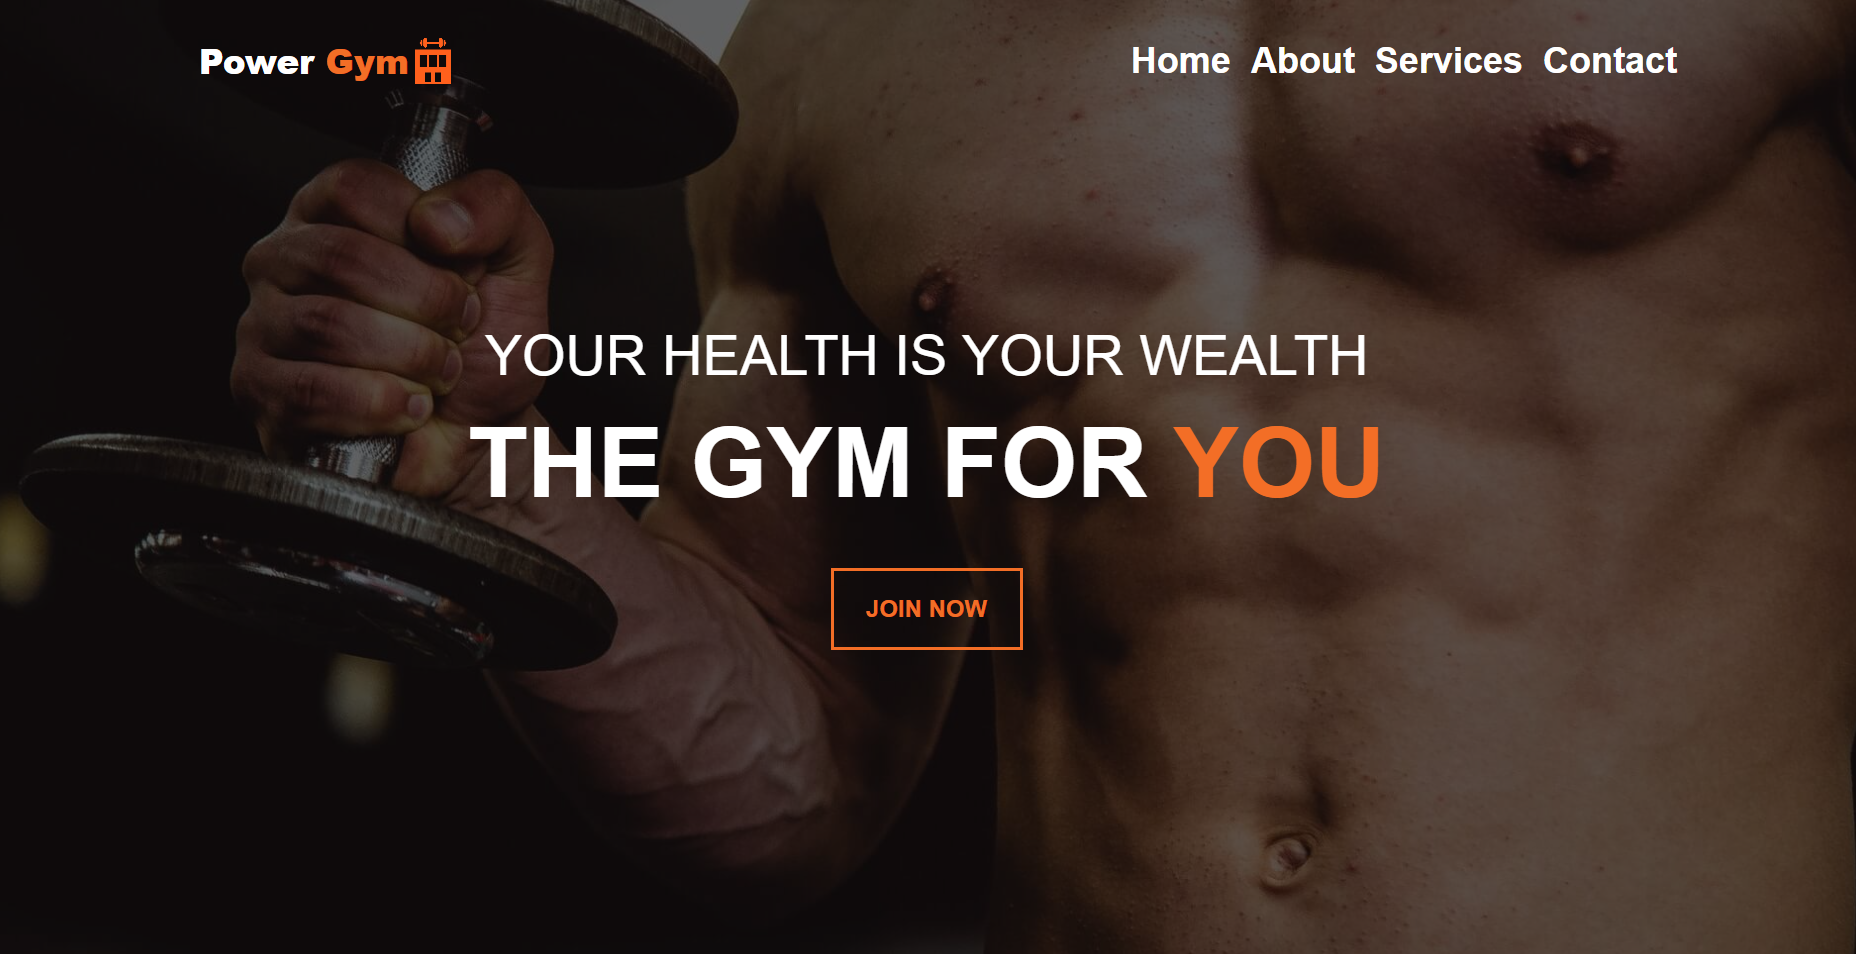 Power Gym
Home About Services Contact
YOUR HEALTH IS YOUR WEALTH
THE GYM FOR YOU
JOIN NOW